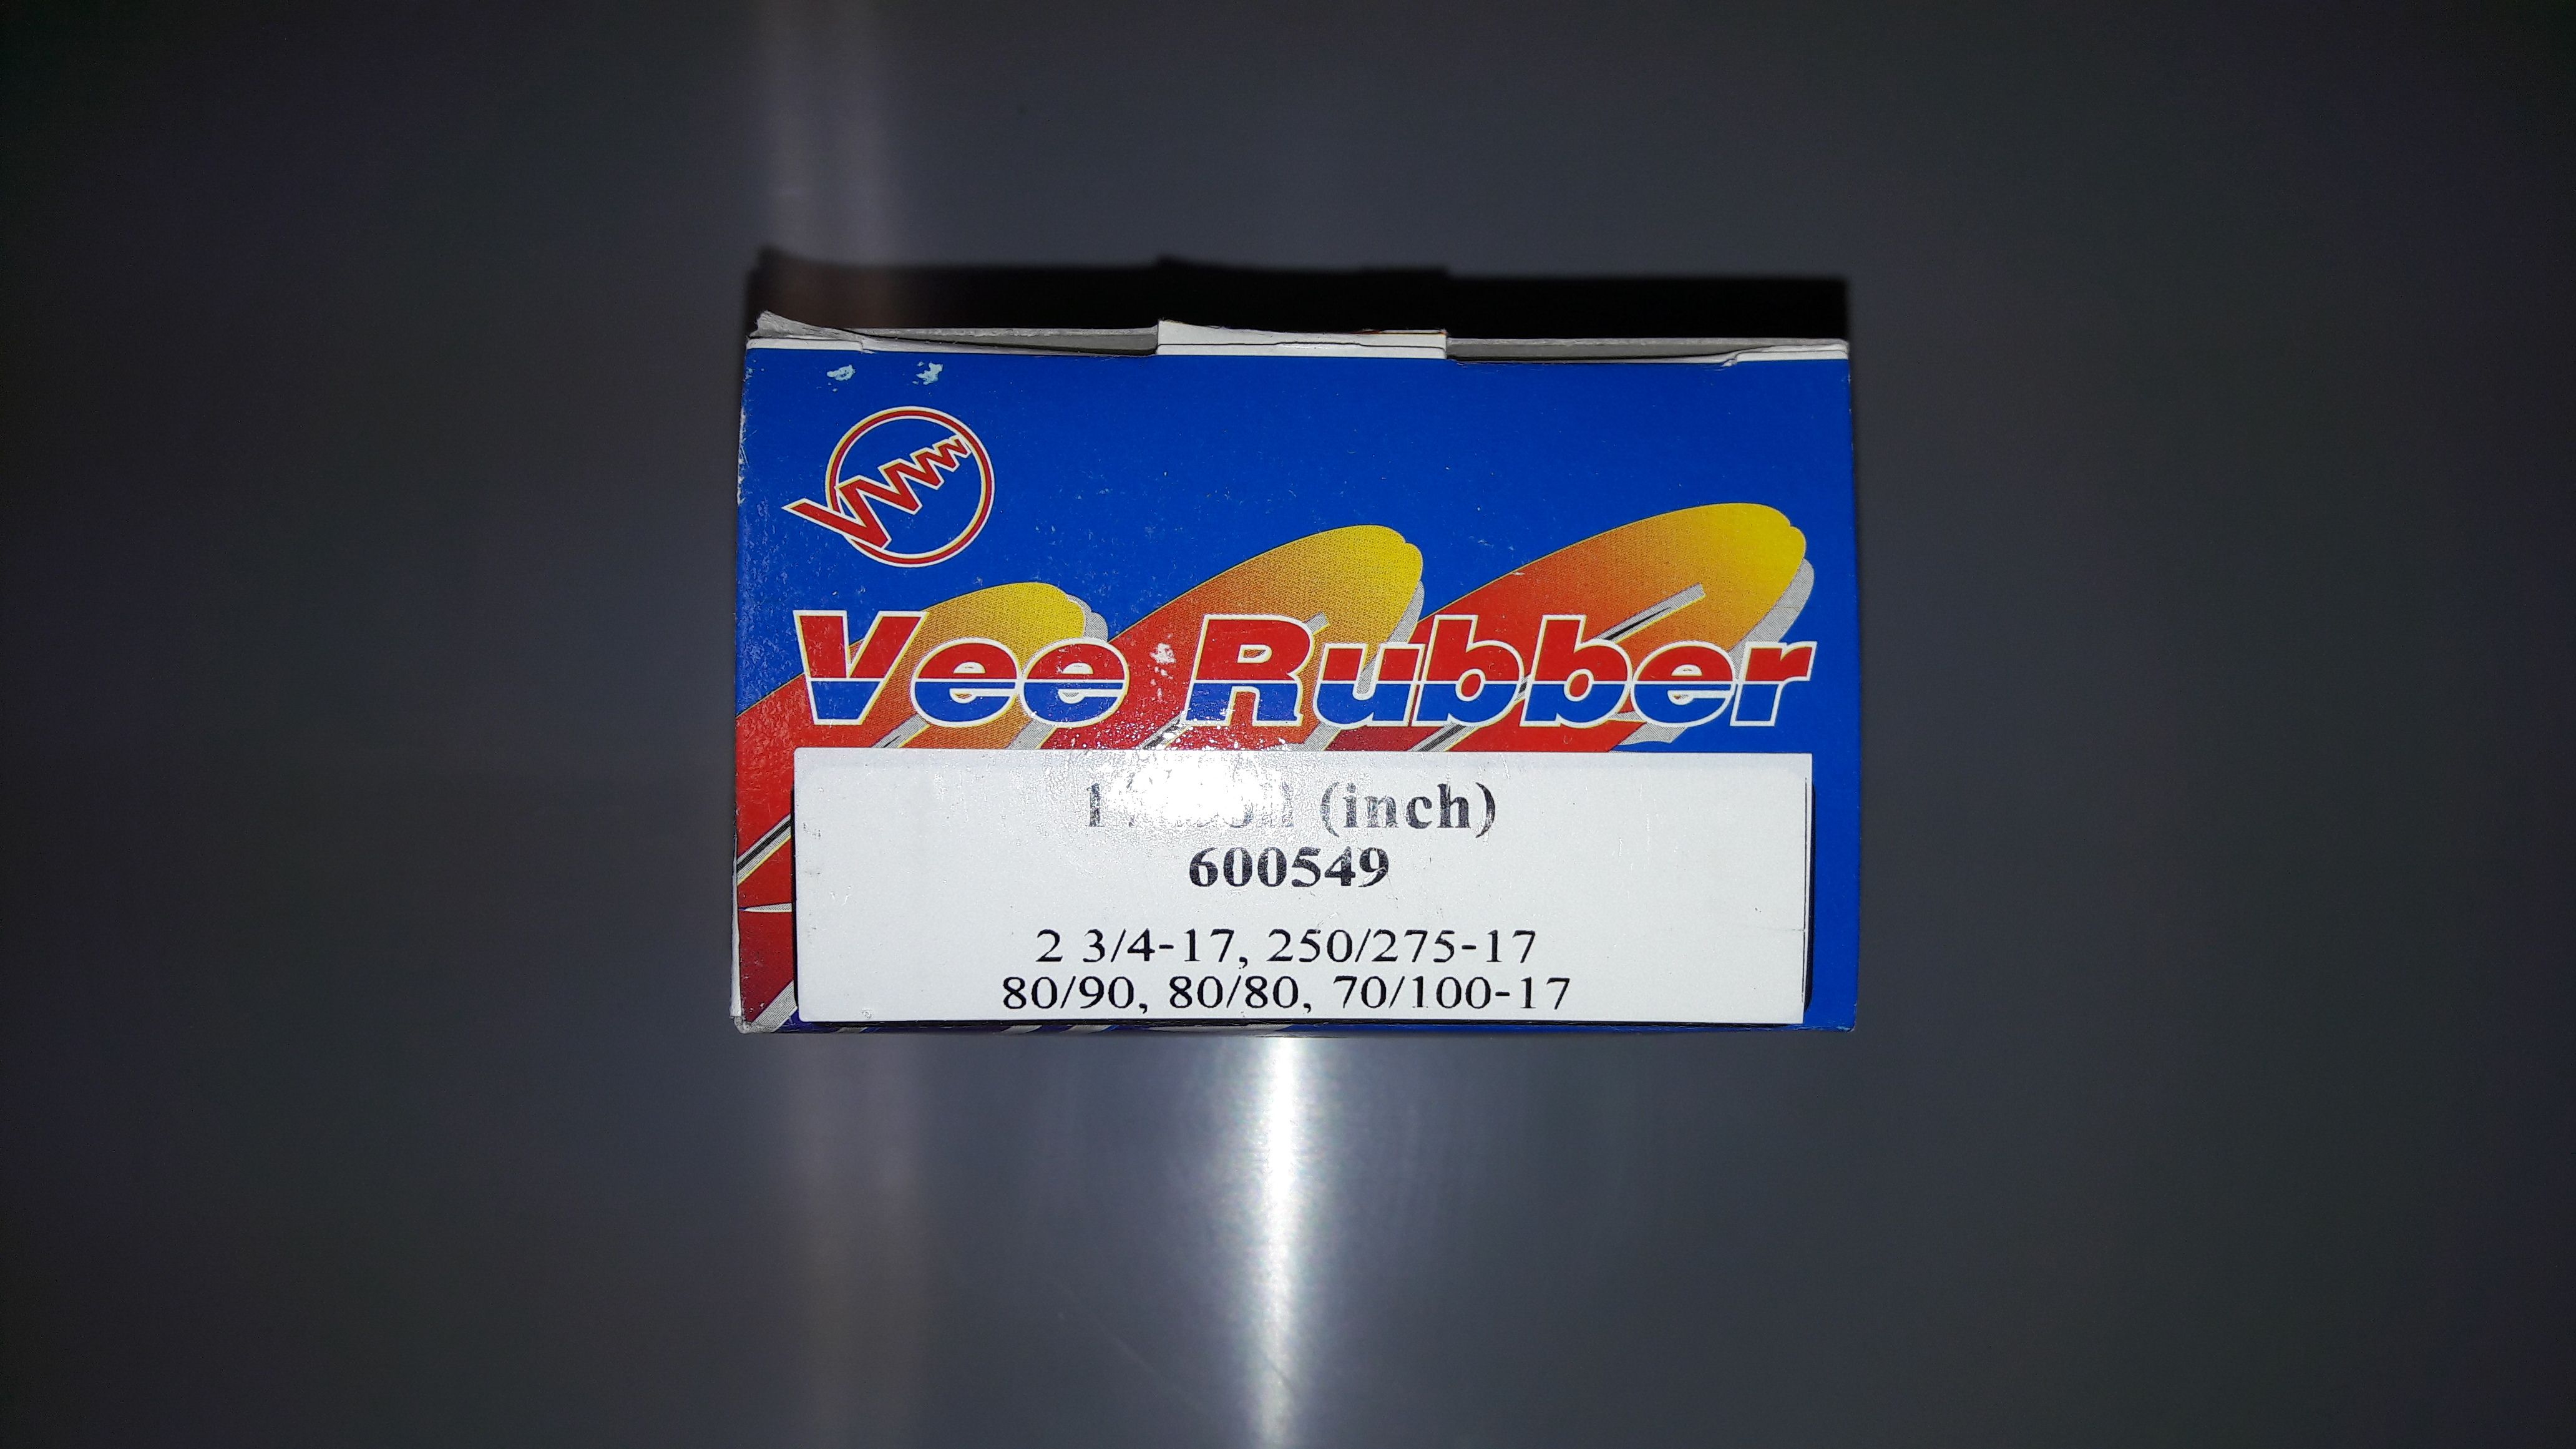 Vee Rubber
(inch)
600549
2 3/4-17, 250/275-17
80/90, 80/80, 70/100-17